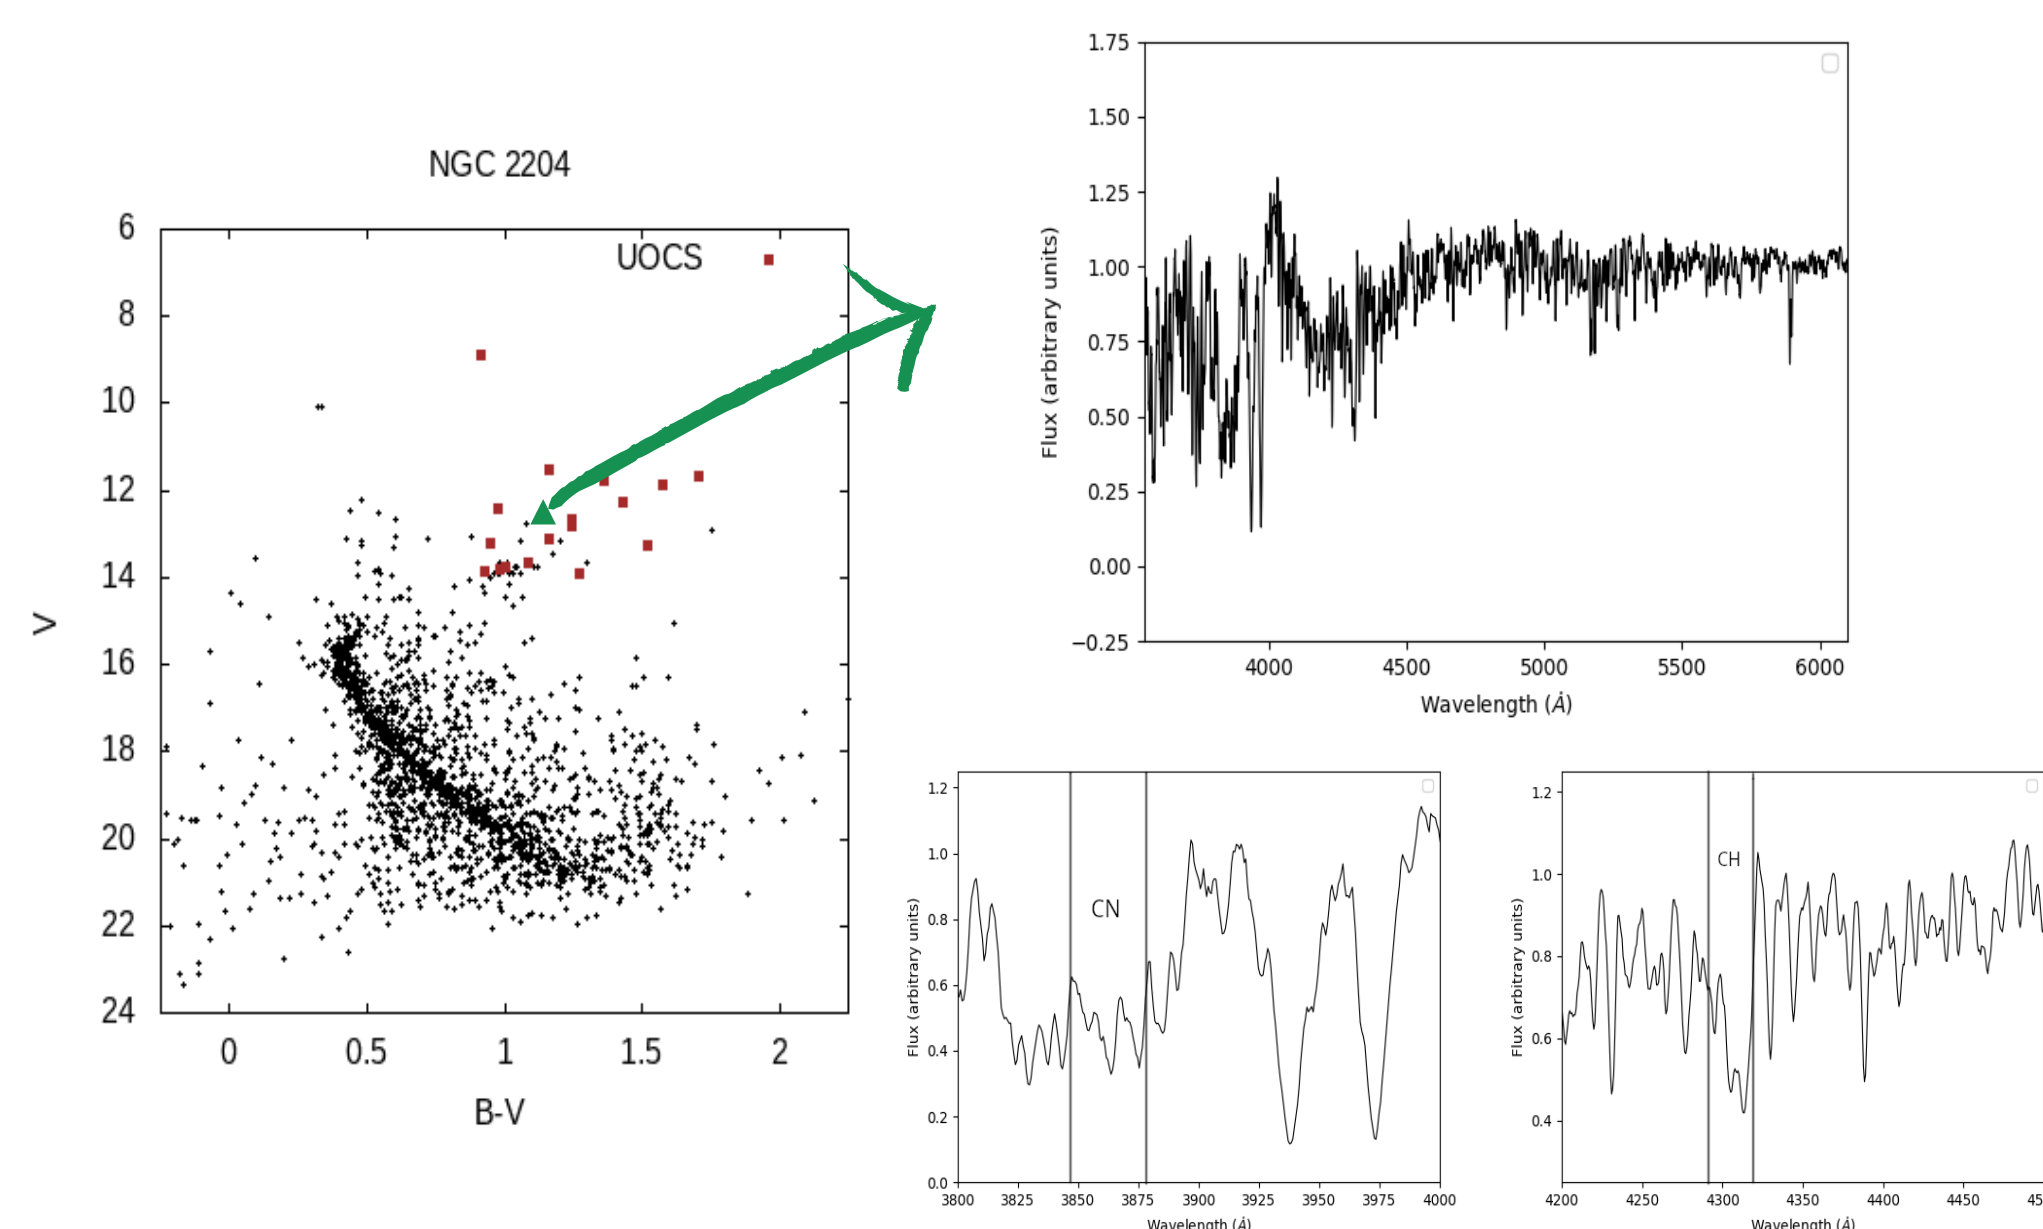 NGC 2204
UOCS
6
8
10
12
14
16
18
20
22
24
V
0 0.5 1 1.5 2
B-V
1.75
1.50
1.25
1.00
0.75
0.50
0.25
0.00
−0.25
Flux (arbitrary units)
4000 4500 5000 5500 6000
Wavelength (Å)
1.2
1.0
0.8
0.6
0.4
0.2
0.0
Flux (arbitrary units)
CN
3800 3825 3850 3875 3900 3925 3950 3975 4000
Wavelength (Å)
1.2
1.0
0.8
0.6
0.4
Flux (arbitrary units)
CH
4200 4250 4300 4350 4400 4450 45
Wavelength (Å)